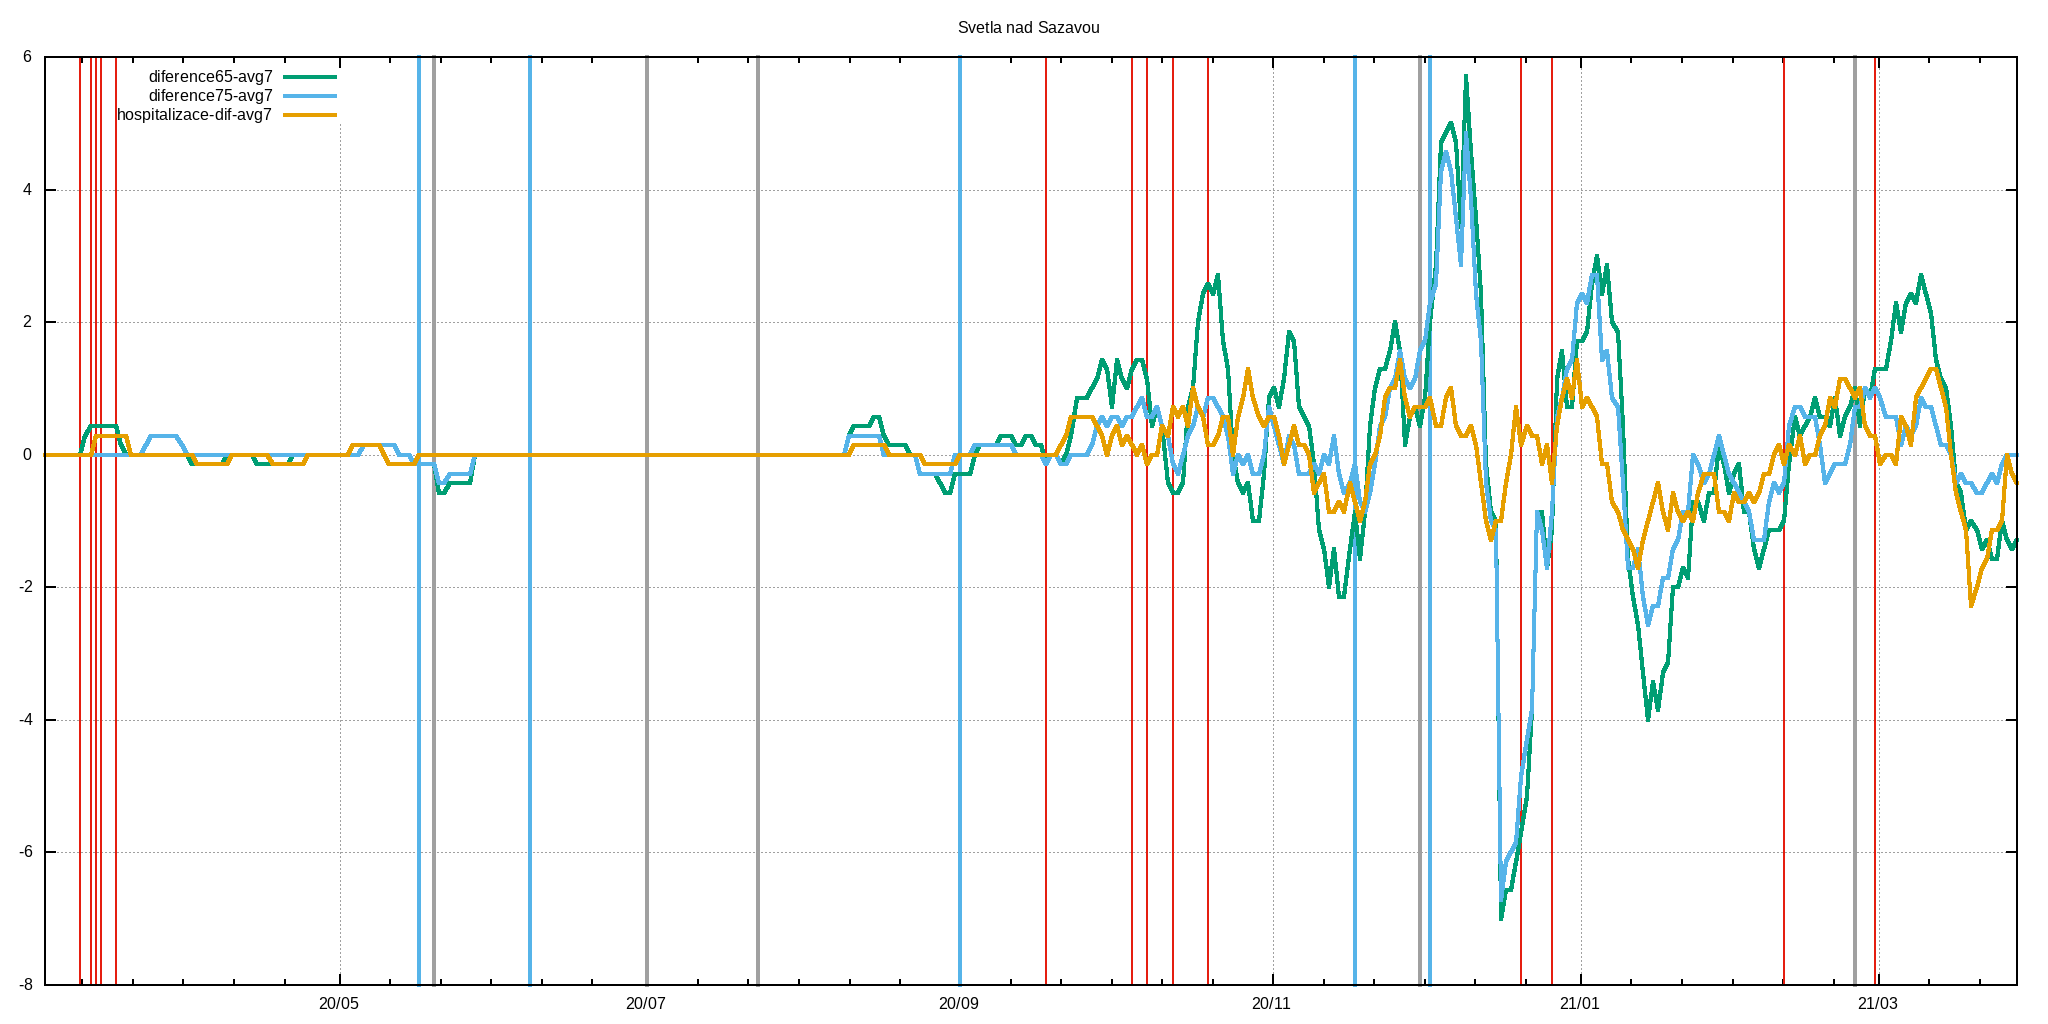 Svetla nad Sazavou
6
diference65-avg7
diference75-avg7
hospitalizace-dif-avg7
4
2
0
-2
-4
-6
-8
20/05 20/07 20/09 20/11 21/01 21/03